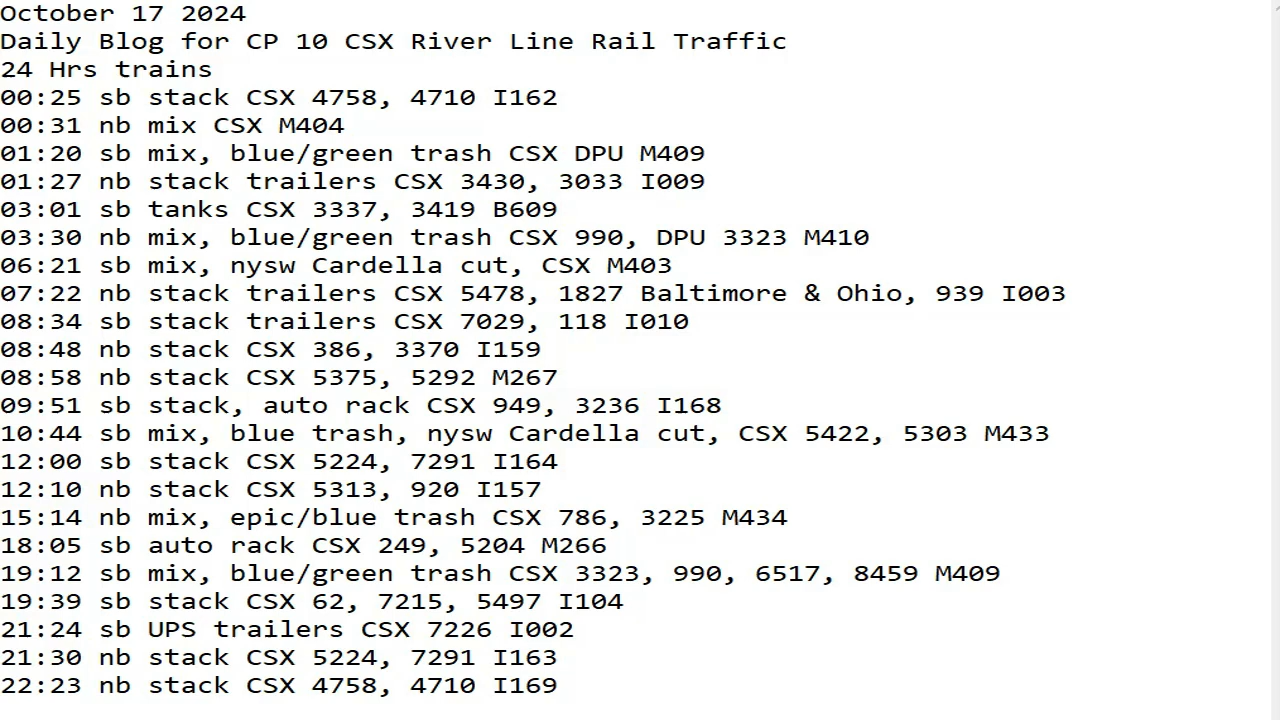 October 17 2024
Daily Blog for CP 10 CSX River Line Rail Traffic
24 Hrs trains
00:25 sb stack CSX 4758, 4710 I162
00:31 nb mix CSX M404
01:20 sb mix, blue/green trash CSX DPU M409
01:27 nb stack trailers CSX 3430, 3033 I009
03:01 sb tanks CSX 3337, 3419 B609
03:30 nb mix, blue/green trash CSX 990, DPU 3323 M410
06:21 sb mix, nysw Cardella cut, CSX M403
07:22 nb stack trailers CSX 5478, 1827 Baltimore & Ohio, 939 I003
08:34 sb stack trailers CSX 7029, 118 I010
08:48 nb stack CSX 386, 3370 I159
08:58 nb stack CSX 5375, 5292 M267
09:51 sb stack, auto rack CSX 949, 3236 I168
10:44 sb mix, blue trash, nysw Cardella cut, CSX 5422, 5303 M433
12:00 sb stack CSX 5224, 7291 I164
12:10 nb stack CSX 5313, 920 I157
15:14 nb mix, epic/blue trash CSX 786, 3225 M434
18:05 sb auto rack CSX 249, 5204 M266
19:12 sb mix, blue/green trash CSX 3323, 990, 6517, 8459 M409
19:39 sb stack CSX 62, 7215, 5497 I104
21:24 sb UPS trailers CSX 7226 I002
21:30 nb stack CSX 5224, 7291 I163
22:23 nb stack CSX 4758, 4710 I169